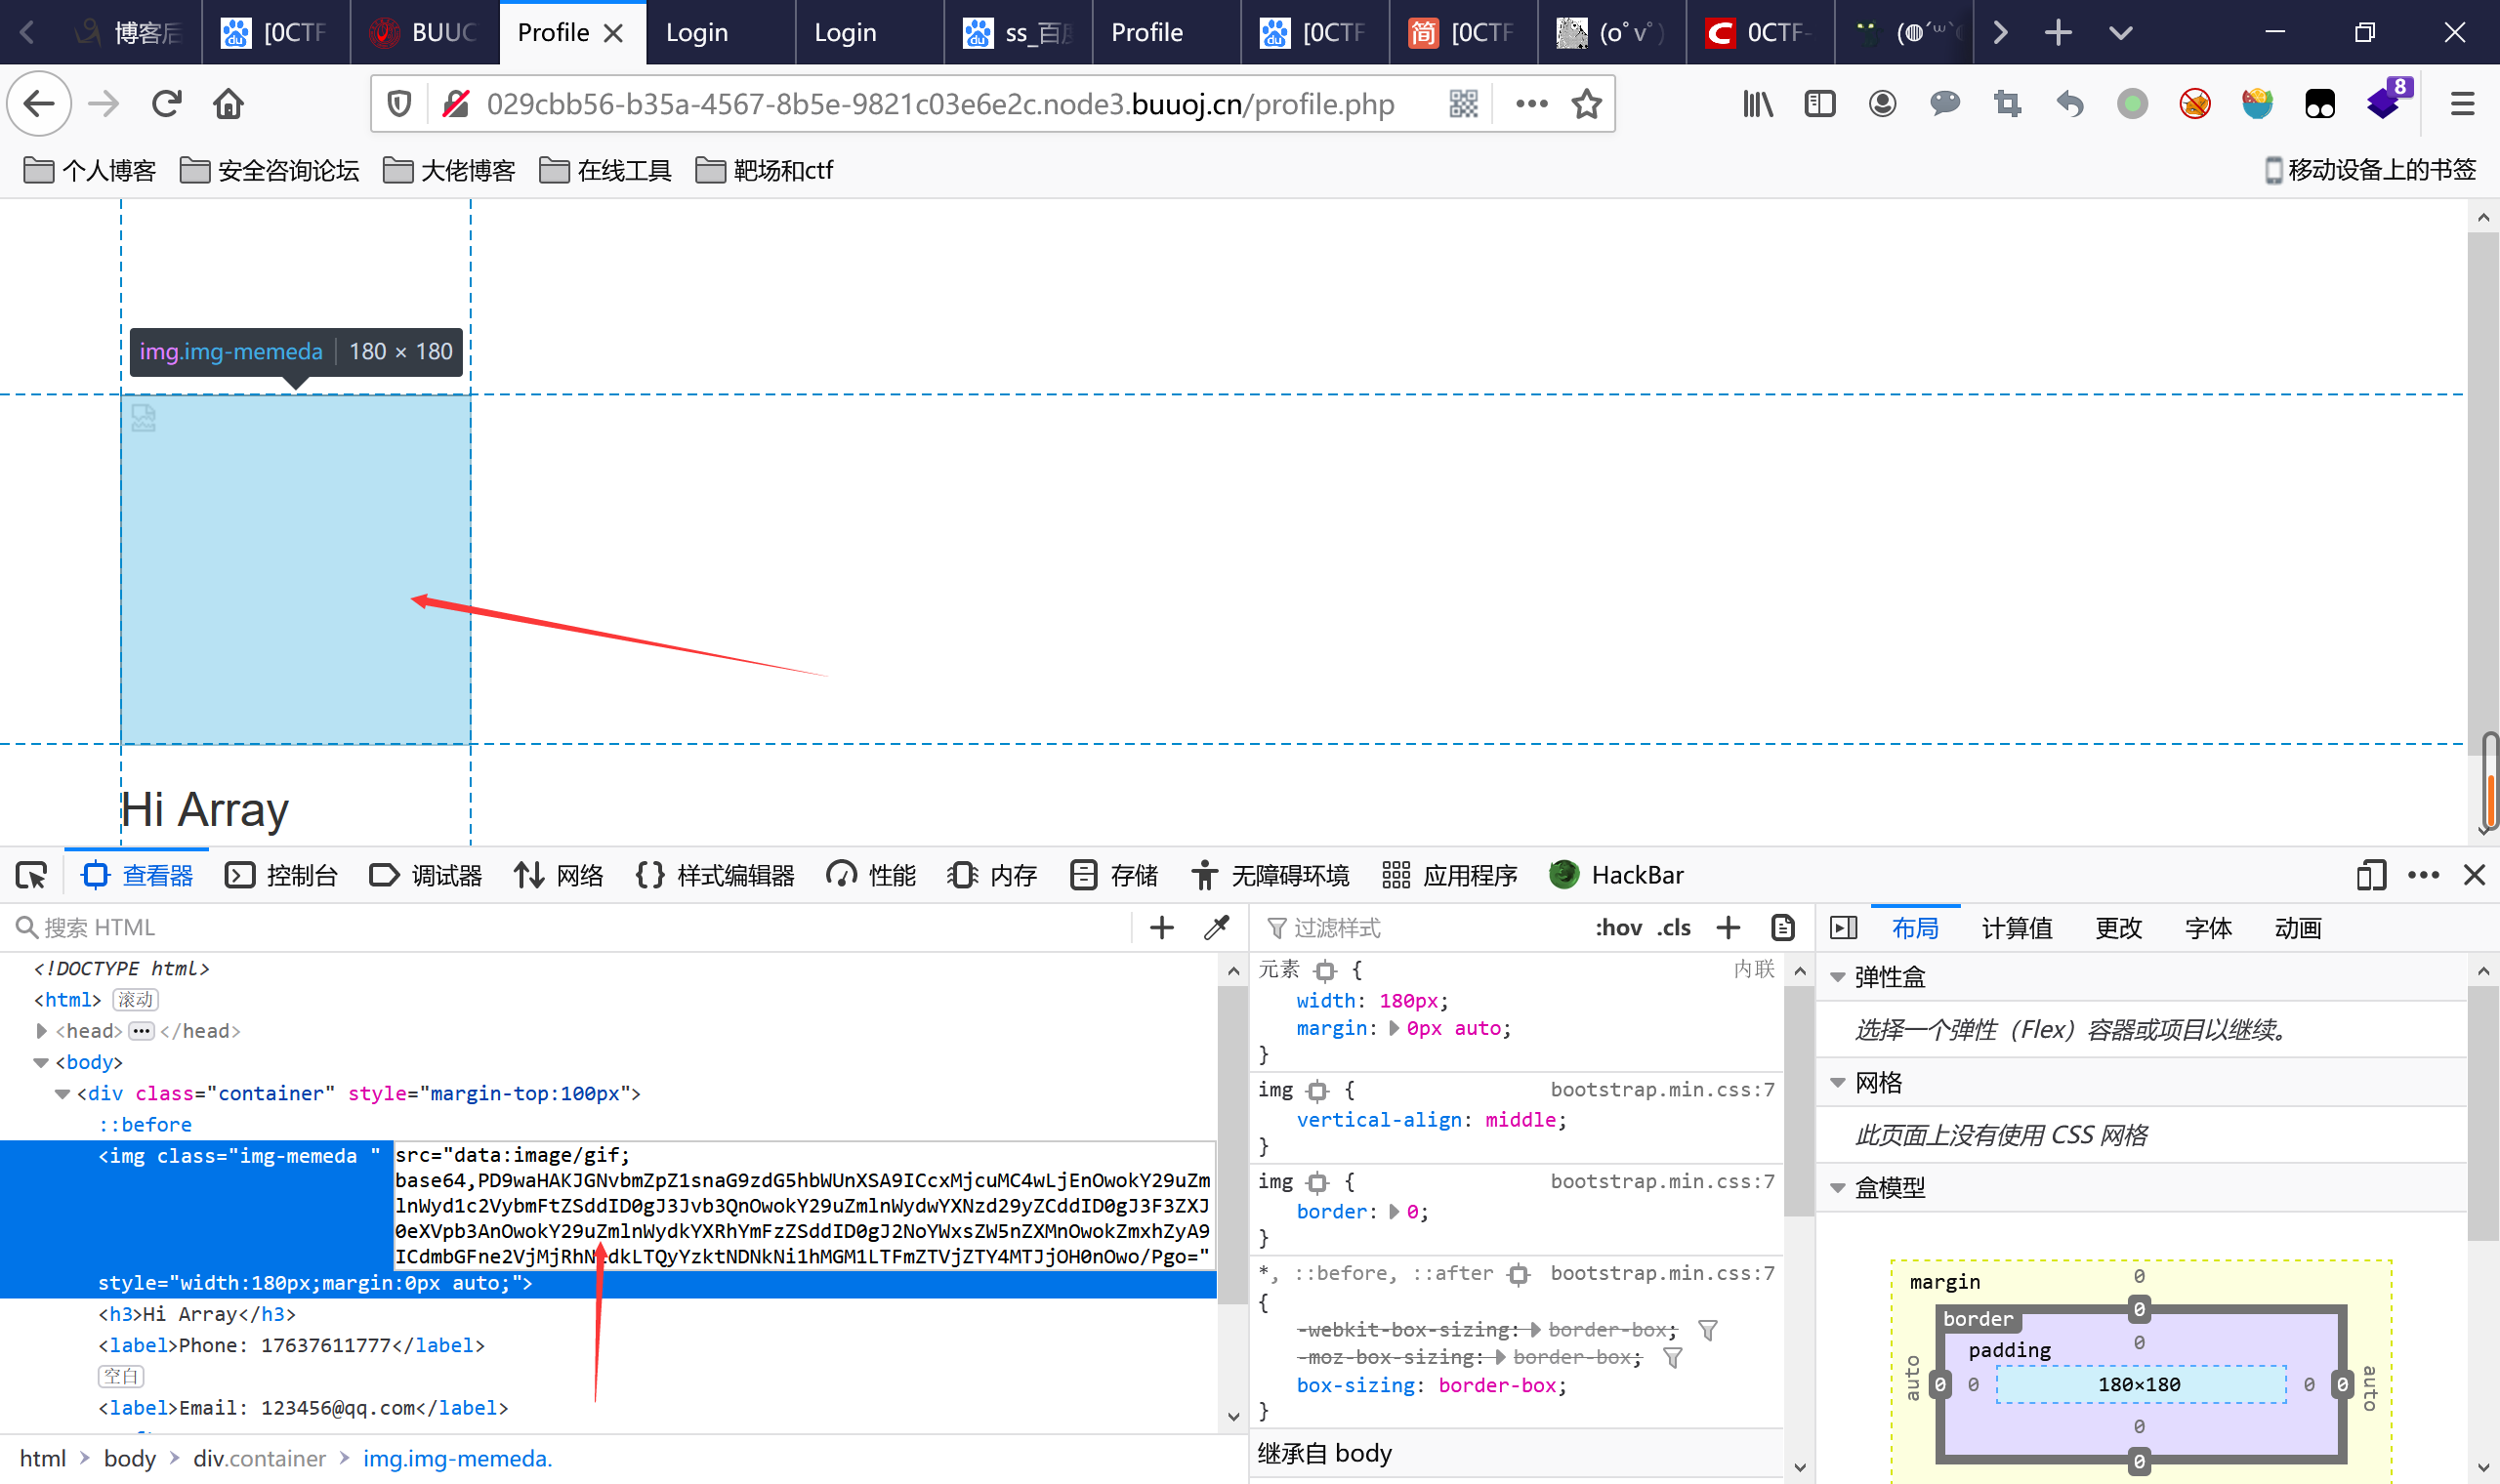 博客后
[0CTF
BUUC
Profile
Login
Login
ss_百度
Profile
[0CTF
[0CTF
0CTF-
029cbb56-b35a-4567-8b5e-9821c03e6e2c.node3.buuoj.cn/profile.php
8
个人博客
安全咨询论坛
大佬博客
在线工具
靶场和ctf
移动设备上的书签
img.img-memeda 180 × 180
Hi Array
查看器
控制台
调试器
网络
样式编辑器
性能
内存
存储
无障碍环境
应用程序
HackBar
搜索 HTML
<!DOCTYPE html>
<html> 滚动
<head> ••• </head>
<body>
<div class="container" style="margin-top:100px">
::before
<img class="img-memeda "
src="data:image/gif;
base64,PD9waHAKJGNvbmZpZ1snaG9zdG5hbWUnXSA9ICcxMjcuMC4wLjEnOwokY29uZm
lnWyd1c2VybmFtZSddID0gJ3Jvb3QnOwokY29uZmlnWydwYXNzd29yZCddID0gJ3F3ZXJ
0eXVpb3AnOwokY29uZmlnWydkYXRhYmFzZSddID0gJ2NoYWxsZW5nZXMnOwokZmxhZyA9
style="width:180px;margin:0px auto;">
<h3>Hi Array</h3>
<label>Phone: 17637611777</label>
空白
<label>Email: 123456@qq.com</label>
html
body
div.container
img.img-memeda.
过滤样式
:hov
.cls
元素 {
内联
width: 180px;
margin: 0px auto;
}
img {
bootstrap.min.css:7
vertical-align: middle;
}
img {
bootstrap.min.css:7
border: 0;
}
*, ::before, ::after
bootstrap.min.css:7
{
-webkit-box-sizing: border-box;
-moz-box-sizing: border-box;
box-sizing: border-box;
}
继承自 body
布局
计算值
更改
字体
动画
弹性盒
选择一个弹性（Flex）容器或项目以继续。
网格
此页面上没有使用 CSS 网格
盒模型
margin
0
border
0
padding
0
auto
0
0
180×180
0
0
auto
0
0